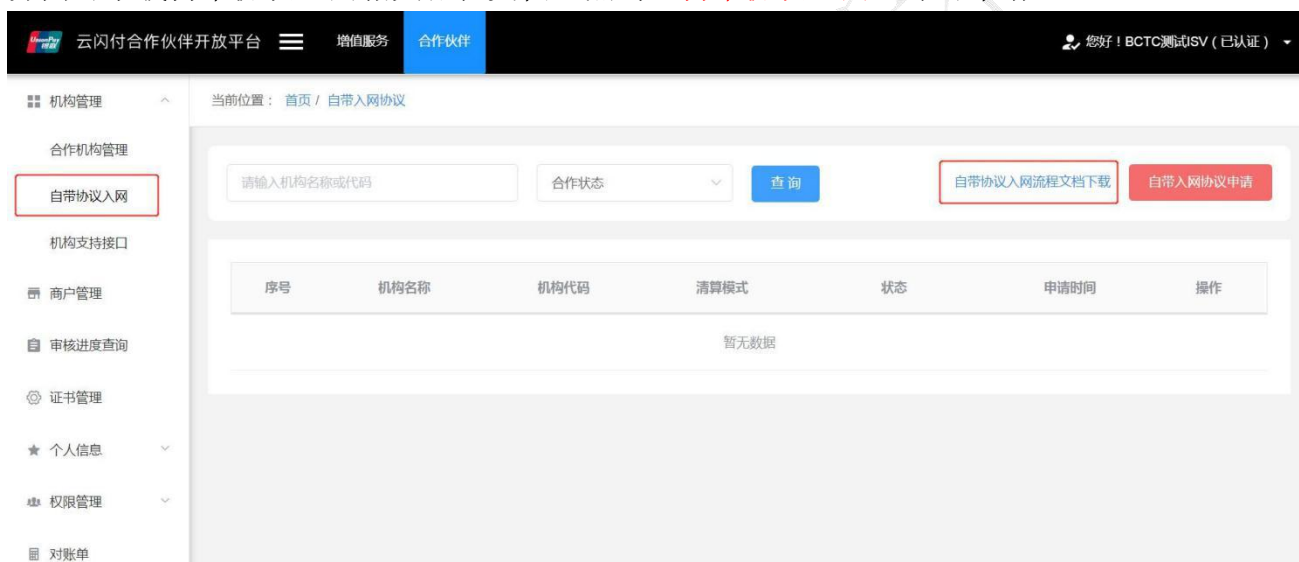 云闪付合作伙伴开放平台 增值服务 合作伙伴 您好！BCTC测试ISV（已认证）
机构管理
合作机构管理
自带协议入网
机构支持接口
商户管理
审核进度查询
证书管理
个人信息
权限管理
对账单
当前位置： 首页 / 自带入网协议
请输入机构名称或代码 合作状态 查询 自带协议入网流程文档下载 自带入网协议申请
序号 机构名称 机构代码 清算模式 状态 申请时间 操作
暂无数据